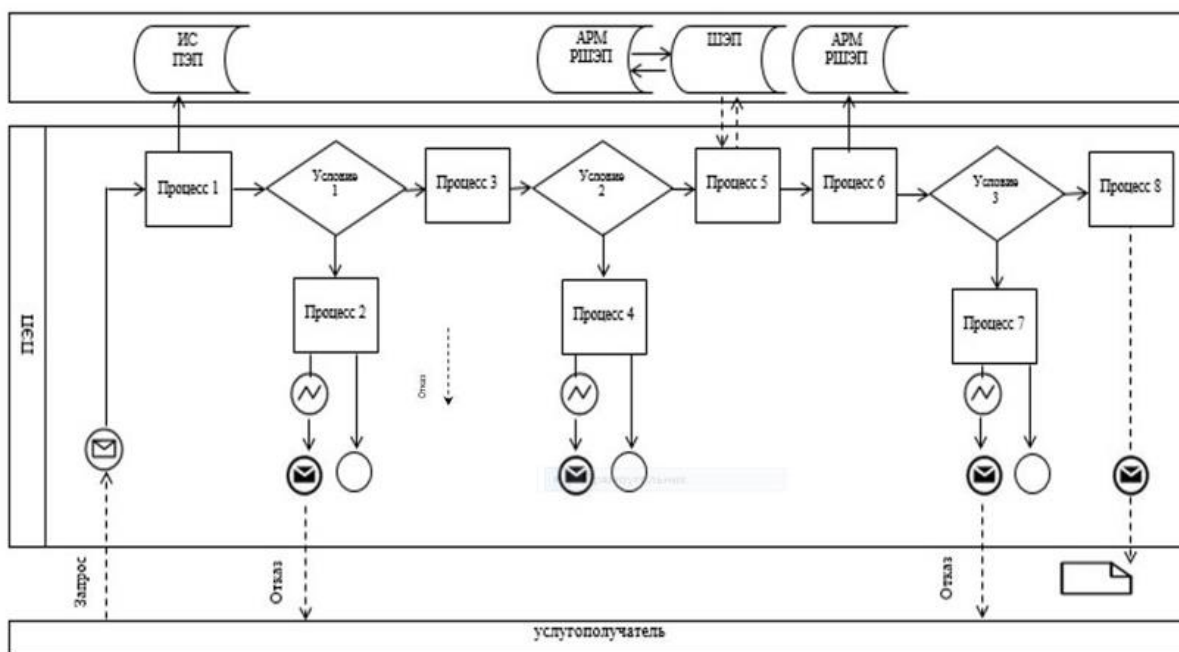 ИС
ПЭП
АРМ
РШЭП
ШЭП
АРМ
РШЭП
Процесс 1
Условие
1
Процесс 3
Условие
2
Процесс 5
Процесс 6
Условие
3
Процесс 8
Процесс 2
Процесс 4
Процесс 7
ПЭП
Отказ
Запрос
Отказ
Отказ
услугополучатель